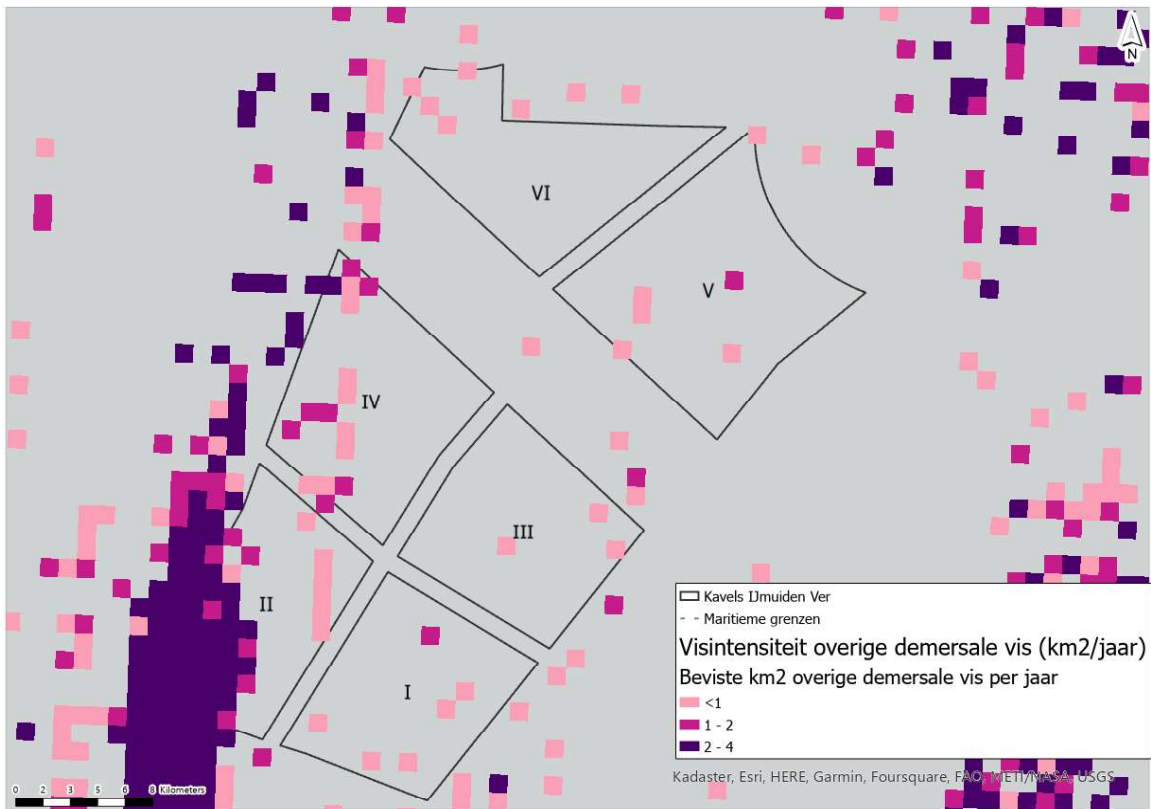 N
VI
V
IV
III
II
I
Kavels IJmuiden Ver
Maritieme grenzen
Visintensiteit overige demersale vis (km2/jaar)
Beviste km2 overige demersale vis per jaar
<1
1 - 2
2 - 4
Kadaster, Esri, HERE, Garmin, Foursquare, FAO, METI/NASA, USGS
0 2 3 5 6 8 Kilometers